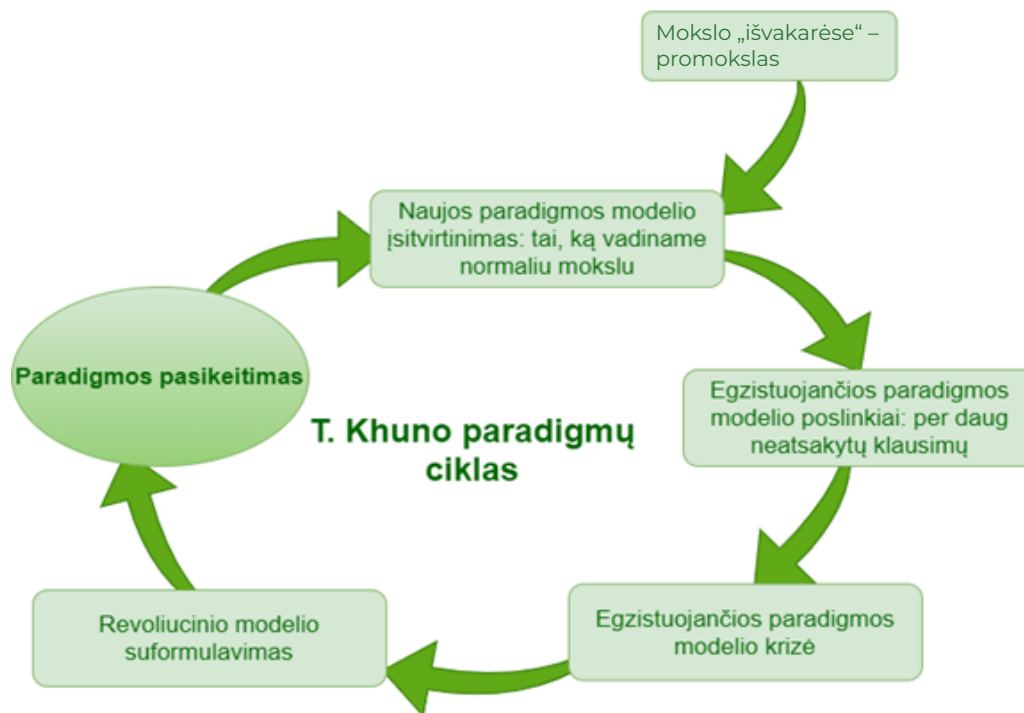 Mokslo „išvakarėse“ –
promokslas
Naujos paradigmos modelio
įsitvirtinimas: tai, ką vadiname
normaliu mokslu
Egzistuojančios paradigmos
modelio poslinkiai: per daug
neatsakytų klausimų
Egzistuojančios paradigmos
modelio krizė
Revoliucinio modelio
suformulavimas
Paradigmos pasikeitimas
T. Khuno paradigmų
ciklas